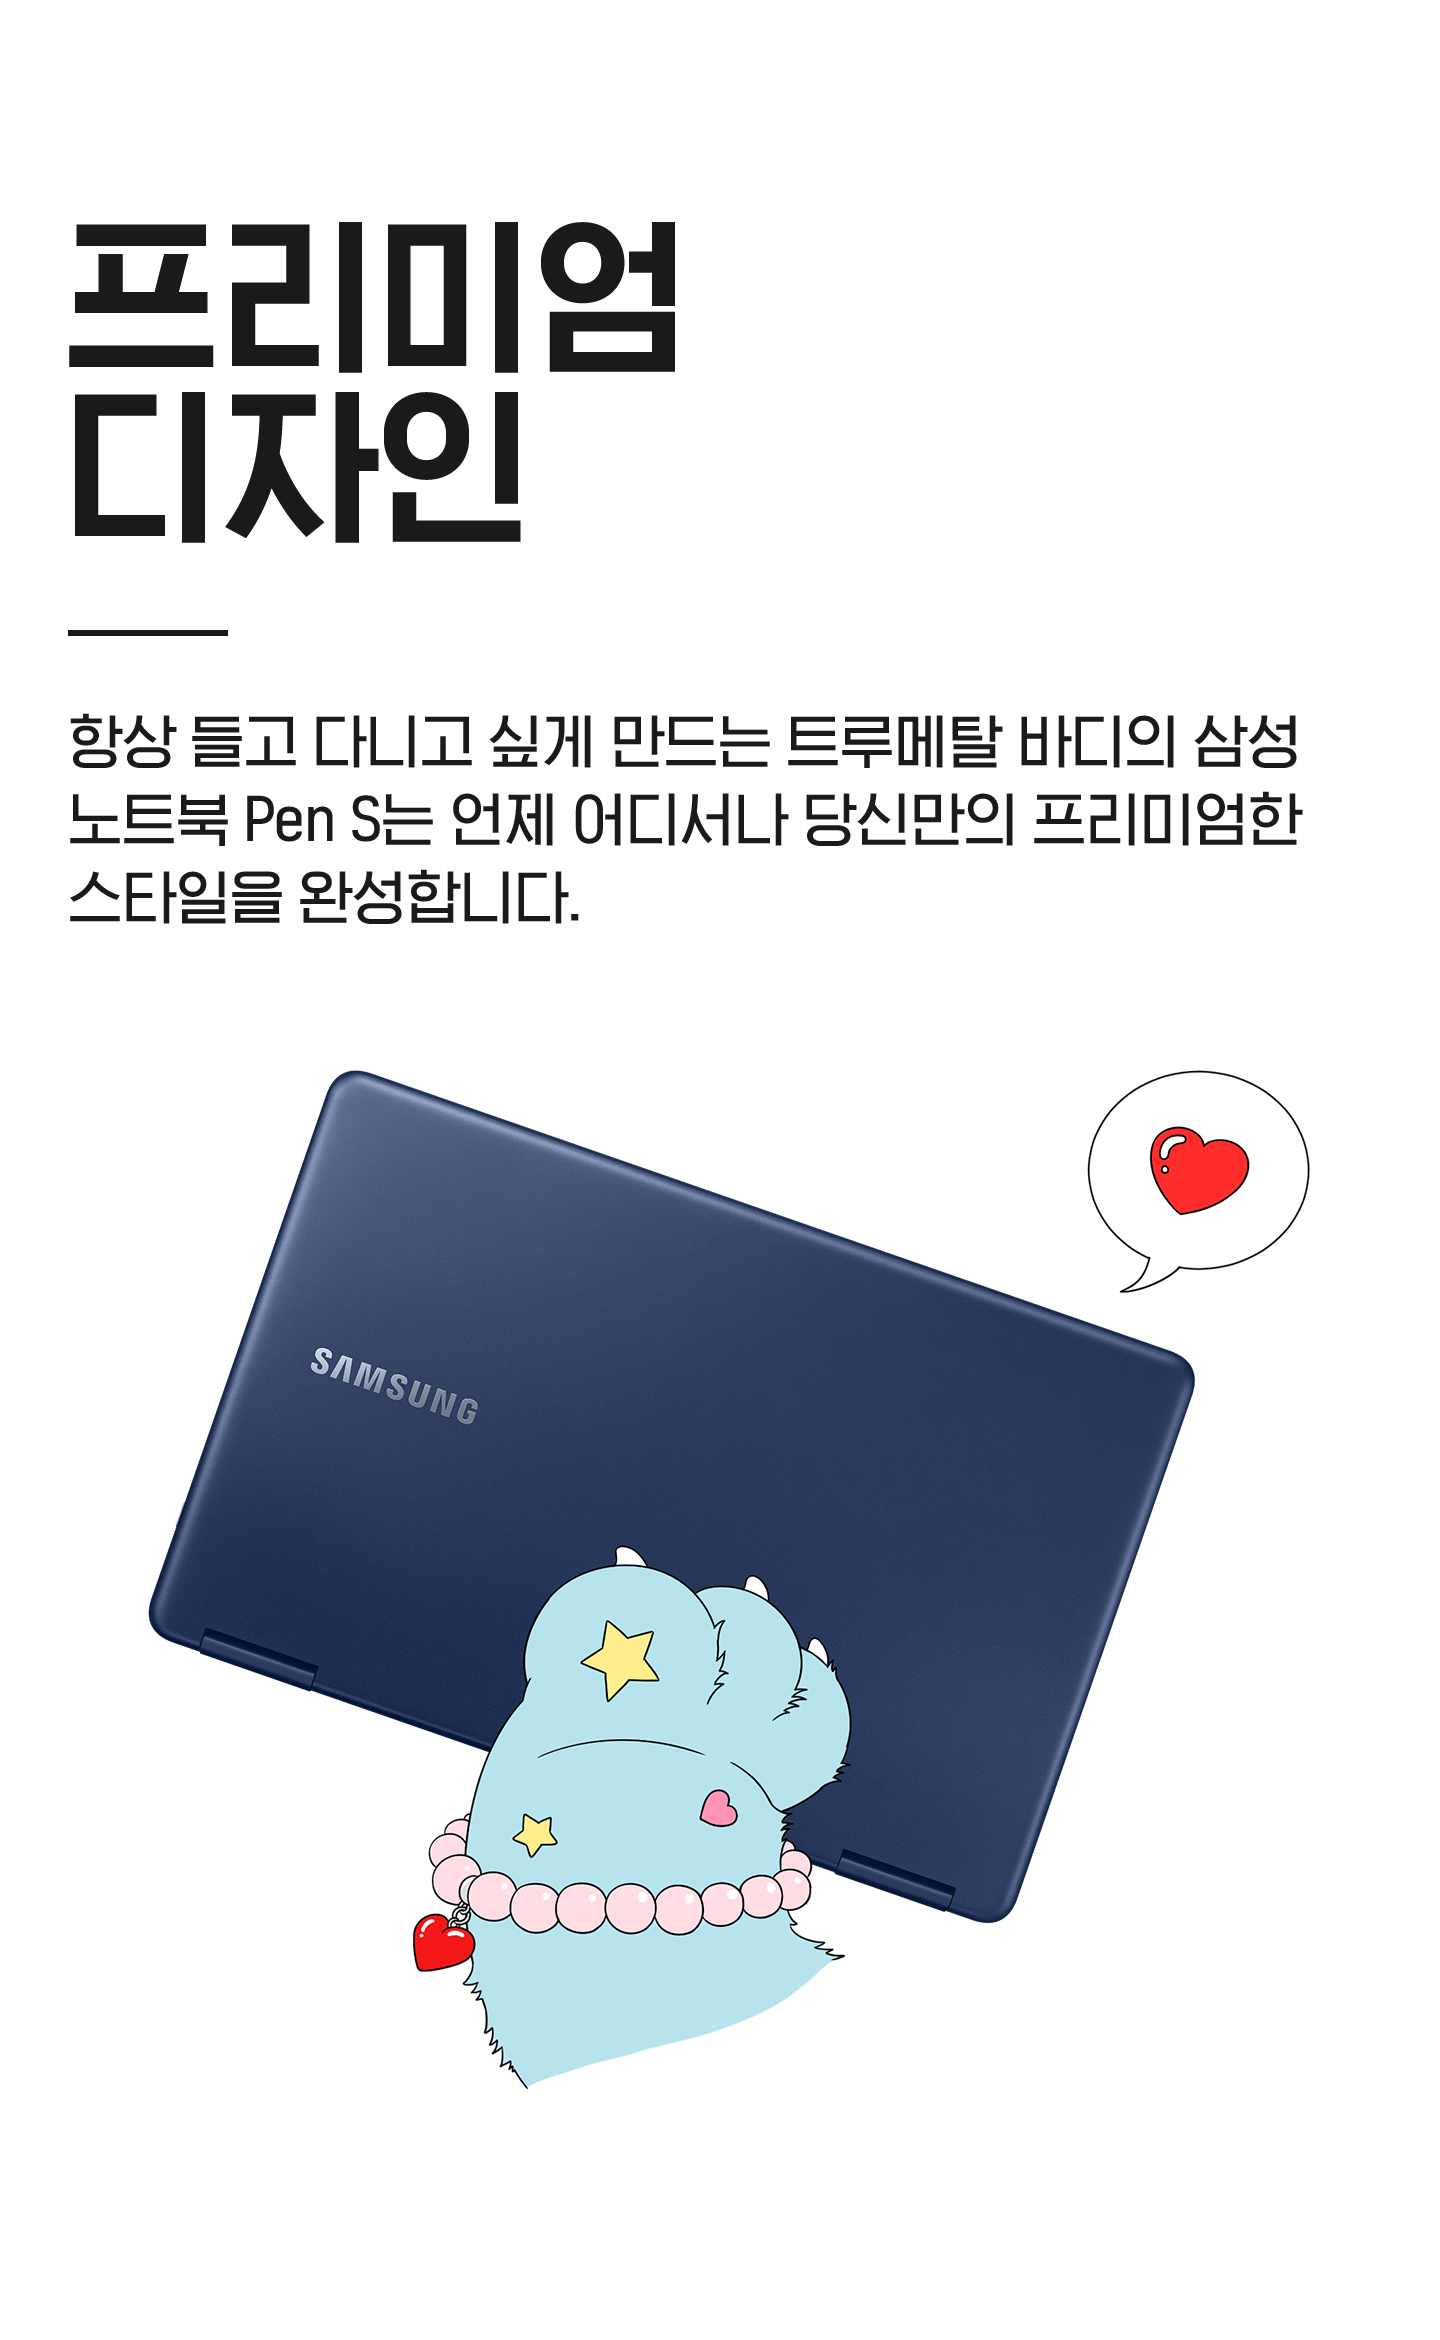 프리미엄
디자인
항상 들고 다니고 싶게 만드는 트루메탈 바디의 삼성
노트북 Pen S는 언제 어디서나 당신만의 프리미엄한
스타일을 완성합니다.
SAMSUNG